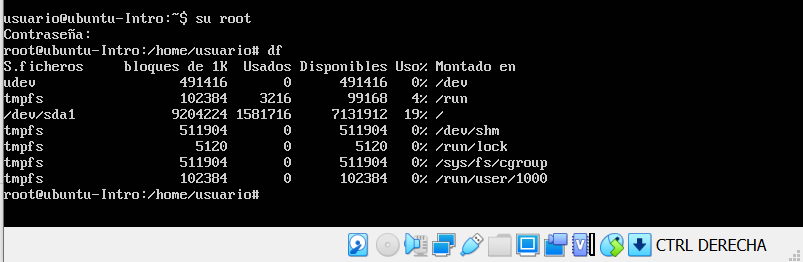 usuario@ubuntu-Intro:~$ su root
Contraseña:
root@ubuntu-Intro:/home/usuario# df
S.ficheros     bloques de 1K  Usados Disponibles Uso% Montado en
udev                  491416       0      491416   0% /dev
tmpfs                 102384    3216       99168   4% /run
/dev/sda1            9204224 1581716     7131912  19% /
tmpfs                 511904       0      511904   0% /dev/shm
tmpfs                   5120       0        5120   0% /run/lock
tmpfs                 511904       0      511904   0% /sys/fs/cgroup
tmpfs                 102384       0      102384   0% /run/user/1000
root@ubuntu-Intro:/home/usuario#
CTRL DERECHA